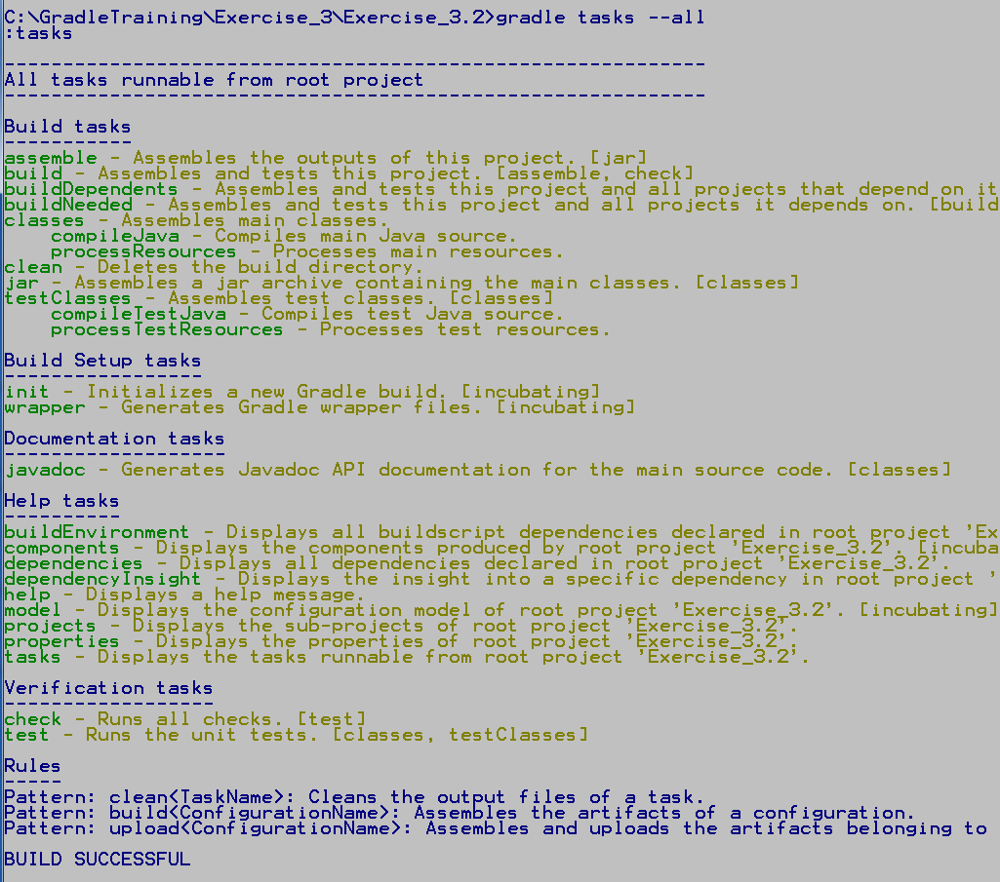 C:\GradleTraining\Exercise_3\Exercise_3.2>gradle tasks --all
:tasks
------------------------------------------------------------
All tasks runnable from root project
------------------------------------------------------------
Build tasks
-----------
assemble - Assembles the outputs of this project. [jar]
build - Assembles and tests this project. [assemble, check]
buildDependents - Assembles and tests this project and all projects that depend on it
buildNeeded - Assembles and tests this project and all projects it depends on. [build
classes - Assembles main classes.
    compileJava - Compiles main Java source.
    processResources - Processes main resources.
clean - Deletes the build directory.
jar - Assembles a jar archive containing the main classes. [classes]
testClasses - Assembles test classes. [classes]
    compileTestJava - Compiles test Java source.
    processTestResources - Processes test resources.
Build Setup tasks
-----------------
init - Initializes a new Gradle build. [incubating]
wrapper - Generates Gradle wrapper files. [incubating]
Documentation tasks
-------------------
javadoc - Generates Javadoc API documentation for the main source code. [classes]
Help tasks
----------
buildEnvironment - Displays all buildscript dependencies declared in root project 'Ex
components - Displays the components produced by root project 'Exercise_3.2'. [incuba
dependencies - Displays all dependencies declared in root project 'Exercise_3.2'.
dependencyInsight - Displays the insight into a specific dependency in root project '
help - Displays a help message.
model - Displays the configuration model of root project 'Exercise_3.2'. [incubating]
projects - Displays the sub-projects of root project 'Exercise_3.2'.
properties - Displays the properties of root project 'Exercise_3.2'.
tasks - Displays the tasks runnable from root project 'Exercise_3.2'.
Verification tasks
------------------
check - Runs all checks. [test]
test - Runs the unit tests. [classes, testClasses]
Rules
-----
Pattern: clean<TaskName>: Cleans the output files of a task.
Pattern: build<ConfigurationName>: Assembles the artifacts of a configuration.
Pattern: upload<ConfigurationName>: Assembles and uploads the artifacts belonging to
BUILD SUCCESSFUL